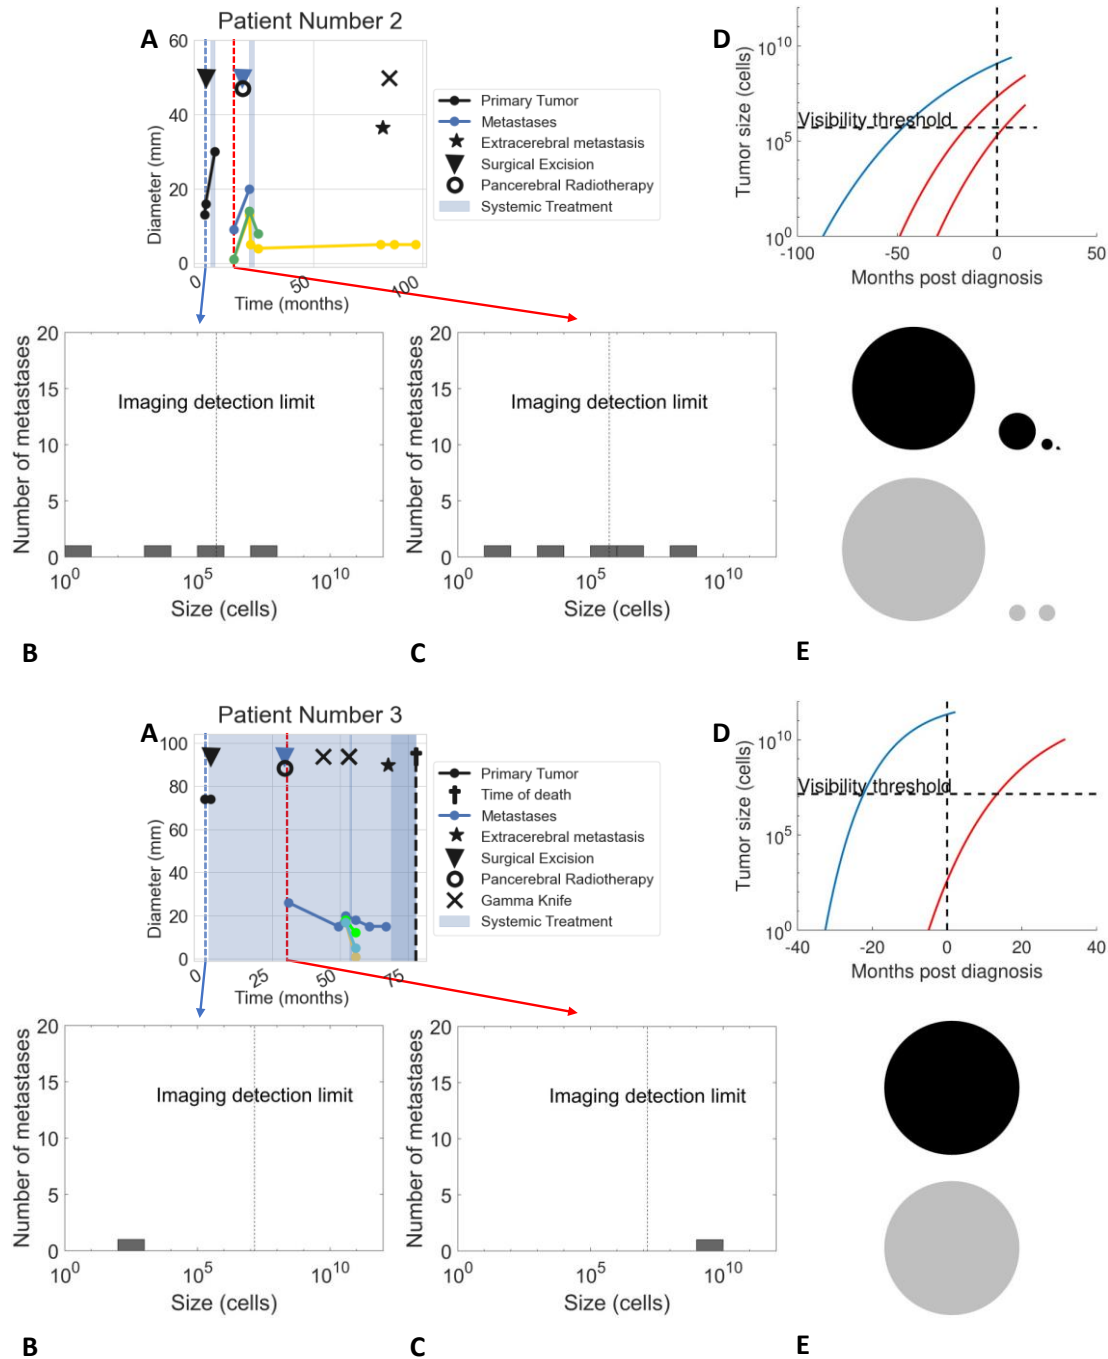 Patient Number 2
A
60
40
20
0
Diameter (mm)
0
50
100
Time (months)
Primary Tumor
Metastases
Extracerebral metastasis
Surgical Excision
Pancerebral Radiotherapy
Systemic Treatment
D
10^10
10^5
10^0
Tumor size (cells)
Visibility threshold
-100
-50
0
50
Months post diagnosis
20
15
10
5
0
Number of metastases
Imaging detection limit
10^0
10^5
10^10
Size (cells)
B
20
15
10
5
0
Number of metastases
Imaging detection limit
10^0
10^5
10^10
Size (cells)
C
E
Patient Number 3
A
100
80
60
40
20
0
Diameter (mm)
0
25
50
75
Time (months)
Primary Tumor
Time of death
Metastases
Extracerebral metastasis
Surgical Excision
Pancerebral Radiotherapy
Gamma Knife
Systemic Treatment
D
10^10
10^5
10^0
Tumor size (cells)
Visibility threshold
-40
-20
0
20
40
Months post diagnosis
20
15
10
5
0
Number of metastases
Imaging detection limit
10^0
10^5
10^10
Size (cells)
B
20
15
10
5
0
Number of metastases
Imaging detection limit
10^0
10^5
10^10
Size (cells)
C
E